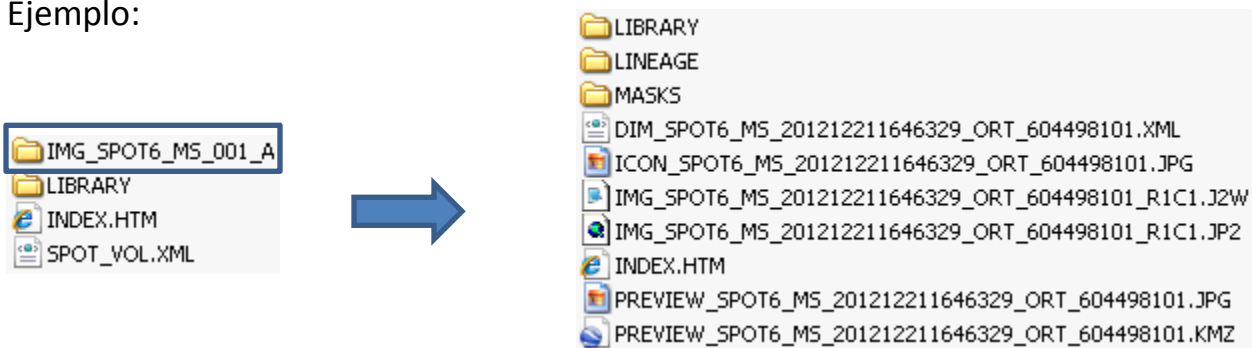 Ejemplo:
IMG_SPOT6_MS_001_A
LIBRARY
INDEX.HTM
SPOT_VOL.XML
LIBRARY
LINEAGE
MASKS
DIM_SPOT6_MS_201212211646329_ORT_604498101.XML
ICON_SPOT6_MS_201212211646329_ORT_604498101.JPG
IMG_SPOT6_MS_201212211646329_ORT_604498101_R1C1.J2W
IMG_SPOT6_MS_201212211646329_ORT_604498101_R1C1.JP2
INDEX.HTM
PREVIEW_SPOT6_MS_201212211646329_ORT_604498101.JPG
PREVIEW_SPOT6_MS_201212211646329_ORT_604498101.KMZ